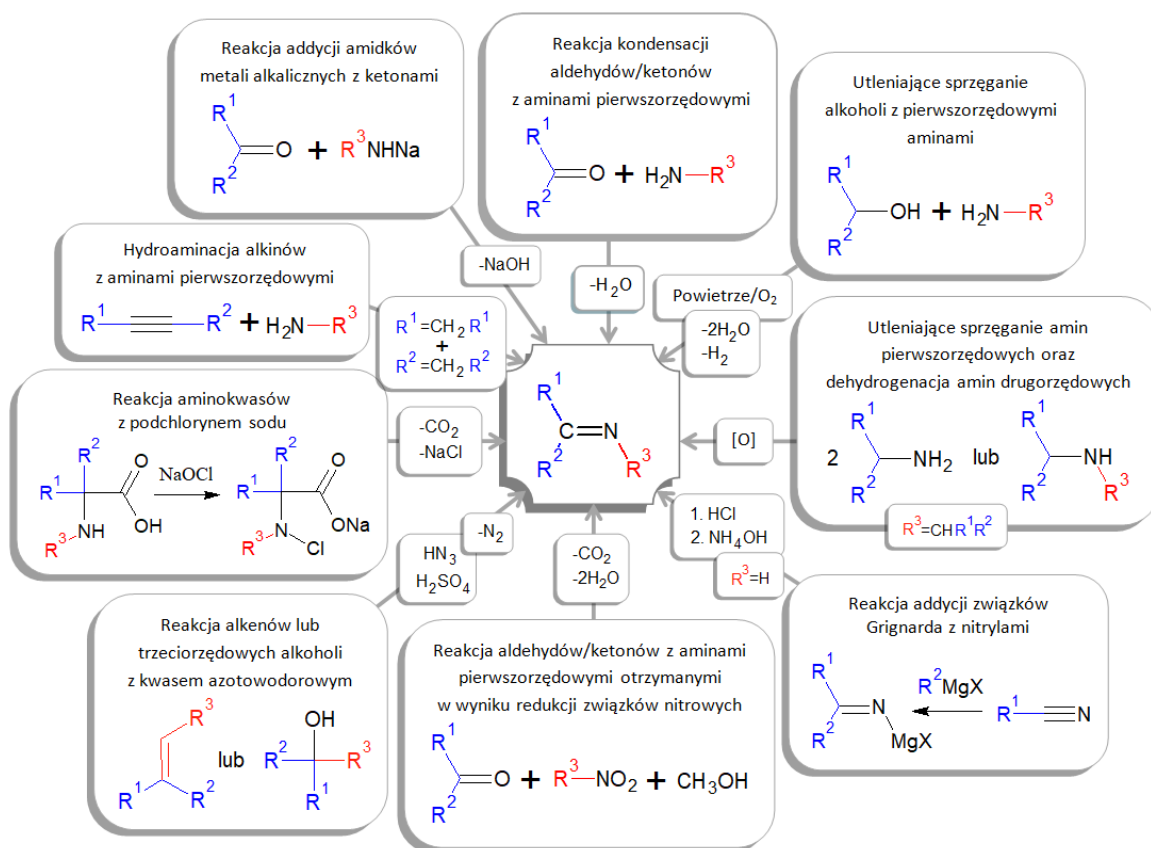 Reakcja addycji amidków
metali alkalicznych z ketonami
R1
R2
O + R3NHNa
-NaOH
Reakcja kondensacji
aldehydów/ketonów
z aminami pierwszorzędowymi
R1
R2
O + H2N—R3
-H2O
Utleniające sprzęganie
alkoholi z pierwszorzędowymi
aminami
R1
R2
OH + H2N—R3
Powietrze/O2
-2H2O
-H2
Hydroaminacja alkinów
z aminami pierwszorzędowymi
R1 R2 + H2N—R3
R1=CH2R1
+
R2=CH2R2
Utleniające sprzęganie amin
pierwszorzędowych oraz
dehydrogenacja amin drugorzędowych
2 R1
R2
NH2 lub R1
R2
NH
R3
R3=CHR1R2
[O]
R1
C=N
R2 R3
Reakcja aminokwasów
z podchlorynem sodu
R2
R1
O
OH
NH
R3
NaOCl
R2
R1
O
ONa
N
R3 Cl
-CO2
-NaCl
Reakcja alkenów lub
trzeciorzędowych alkoholi
z kwasem azotowodorowym
R3
R1 R2
lub
OH
R2 R3
R1
HN3
H2SO4
-N2
Reakcja aldehydów/ketonów z aminami
pierwszorzędowymi otrzymanymi
w wyniku redukcji związków nitrowych
R1
R2
O + R3—NO2 + CH3OH
-CO2
-2H2O
1. HCl
2. NH4OH
R3=H
Reakcja addycji związków
Grignarda z nitrylami
R1
R2
N
MgX
R2MgX
R1 N